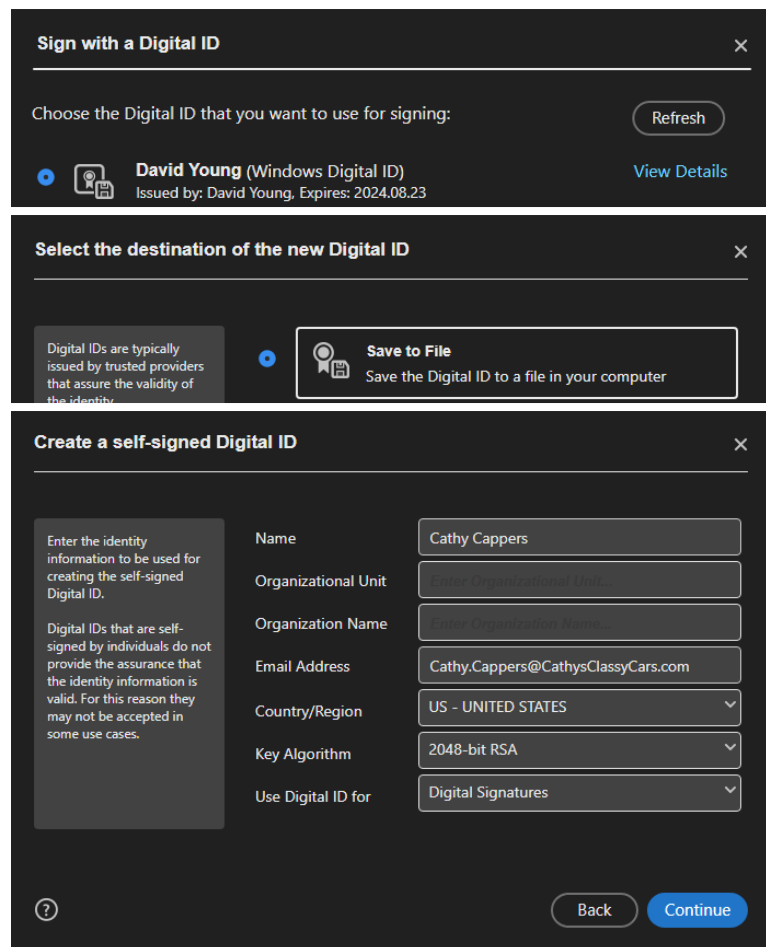 Sign with a Digital ID
Choose the Digital ID that you want to use for signing:
Refresh
David Young (Windows Digital ID)
View Details
Issued by: David Young, Expires: 2024.08.23
Select the destination of the new Digital ID
Digital IDs are typically
issued by trusted providers
that assure the validity of
the identity.
Save to File
Save the Digital ID to a file in your computer
Create a self-signed Digital ID
Enter the identity
information to be used for
creating the self-signed
Digital ID.
Digital IDs that are self-
signed by individuals do not
provide the assurance that
the identity information is
valid. For this reason they
may not be accepted in
some use cases.
Name
Cathy Cappers
Organizational Unit
Enter Organizational Unit...
Organization Name
Enter Organization Name...
Email Address
Cathy.Cappers@CathysClassyCars.com
Country/Region
US - UNITED STATES
Key Algorithm
2048-bit RSA
Use Digital ID for
Digital Signatures
?
Back
Continue